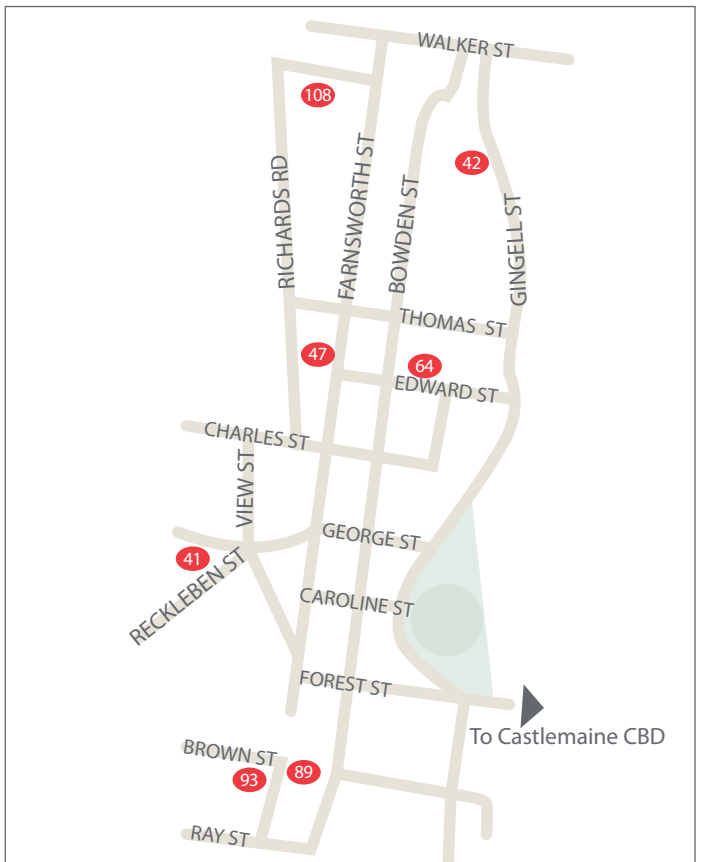 WALKER ST
108
42
RICHARDS RD
FARNSWORTH ST
BOWDEN ST
GINGELL ST
THOMAS ST
47
64
EDWARD ST
CHARLES ST
VIEW ST
GEORGE ST
41
RECKLEBEN ST
CAROLINE ST
FOREST ST
To Castlemaine CBD
BROWN ST
93
89
RAY ST